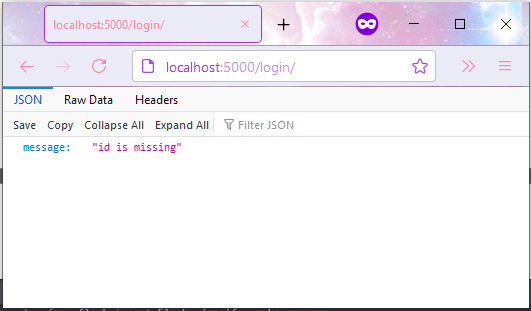 localhost:5000/login/
localhost:5000/login/
JSON Raw Data Headers
Save Copy Collapse All Expand All Filter JSON
message: "id is missing"